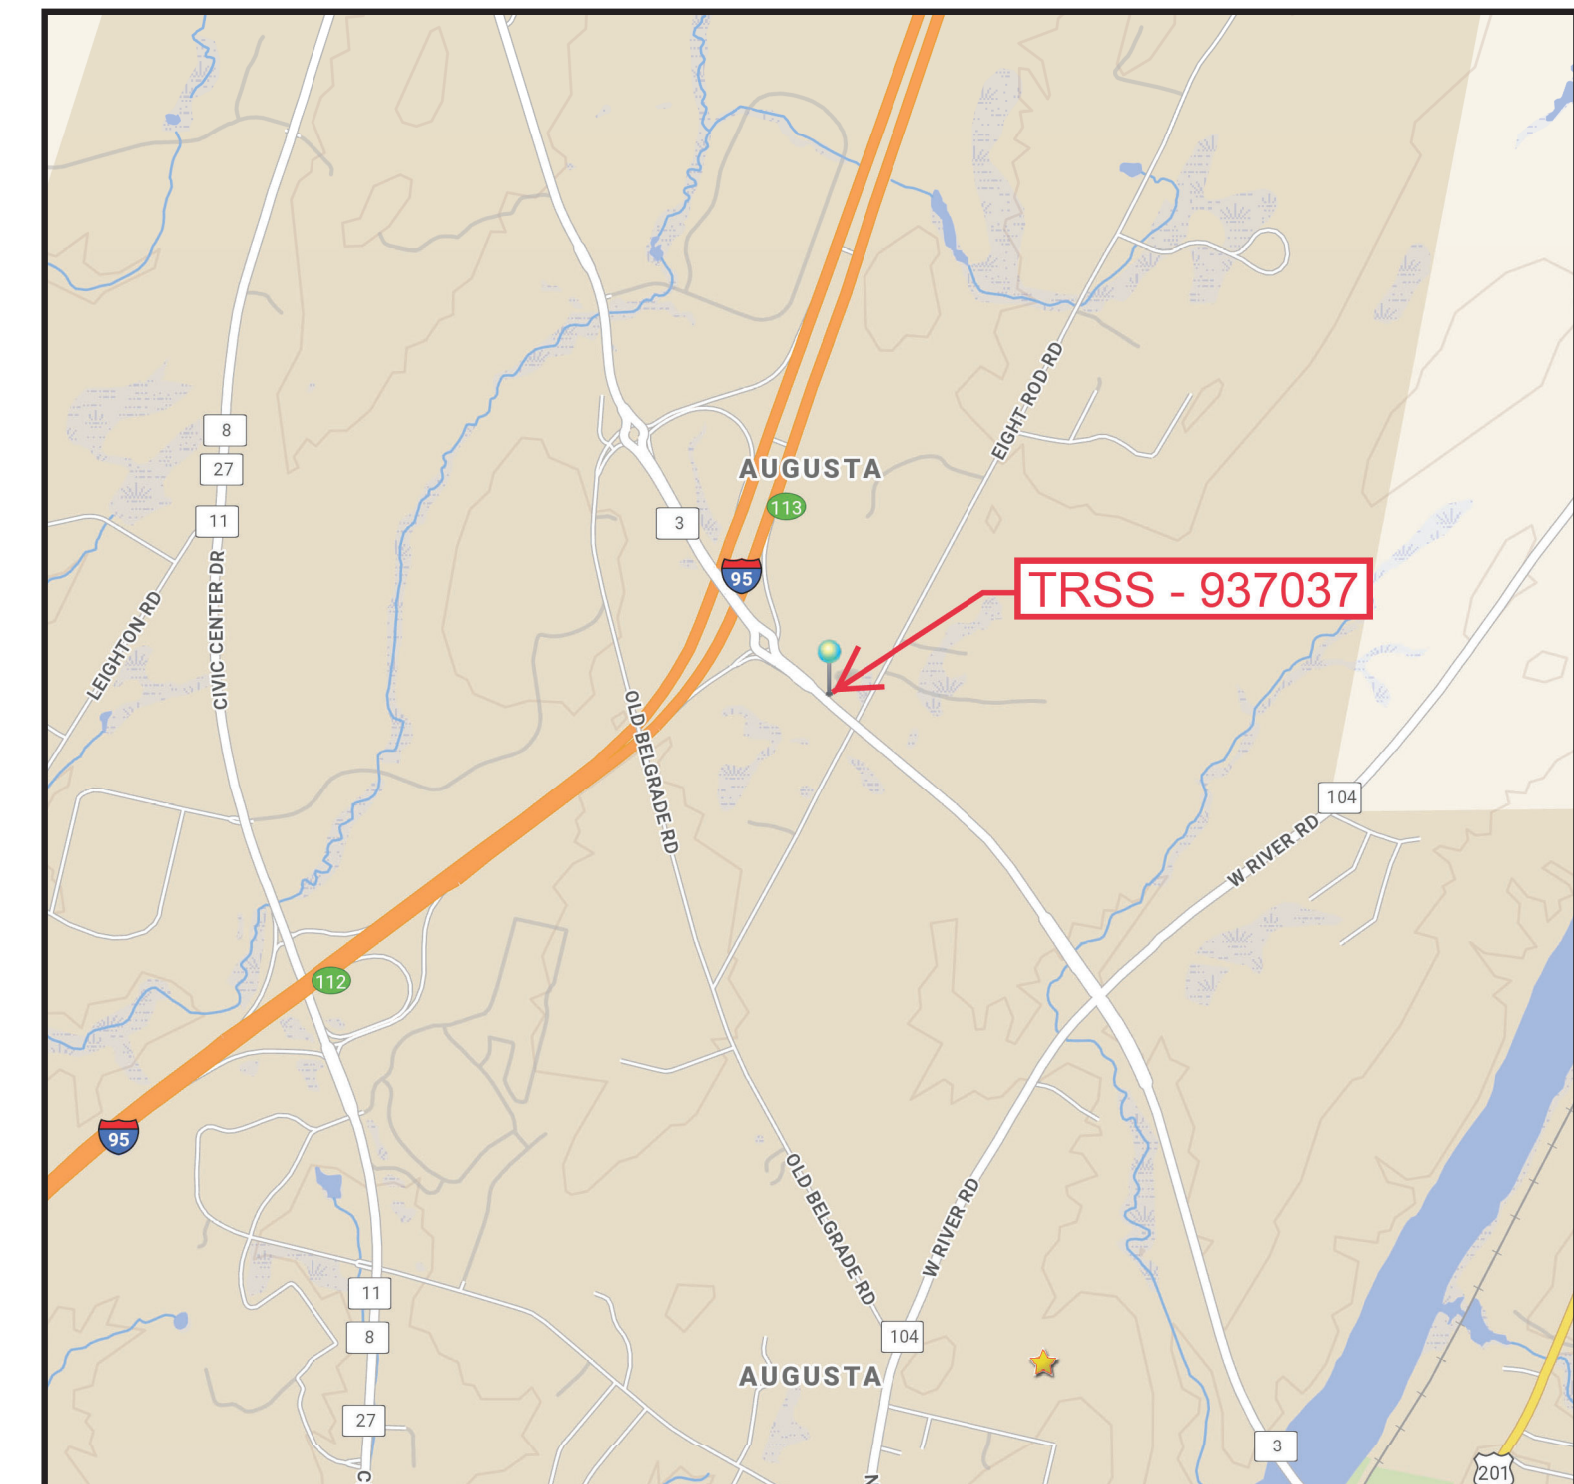 8
27
11
EIGHT ROD RD
AUGUSTA
113
3
95
TRSS - 937037
LEIGHTON RD
CIVIC CENTER DR
OLD BELGRADE RD
104
W RIVER RD
112
95
OLD BELGRADE RD
W RIVER RD
11
8
104
AUGUSTA
27
3
201
C
N